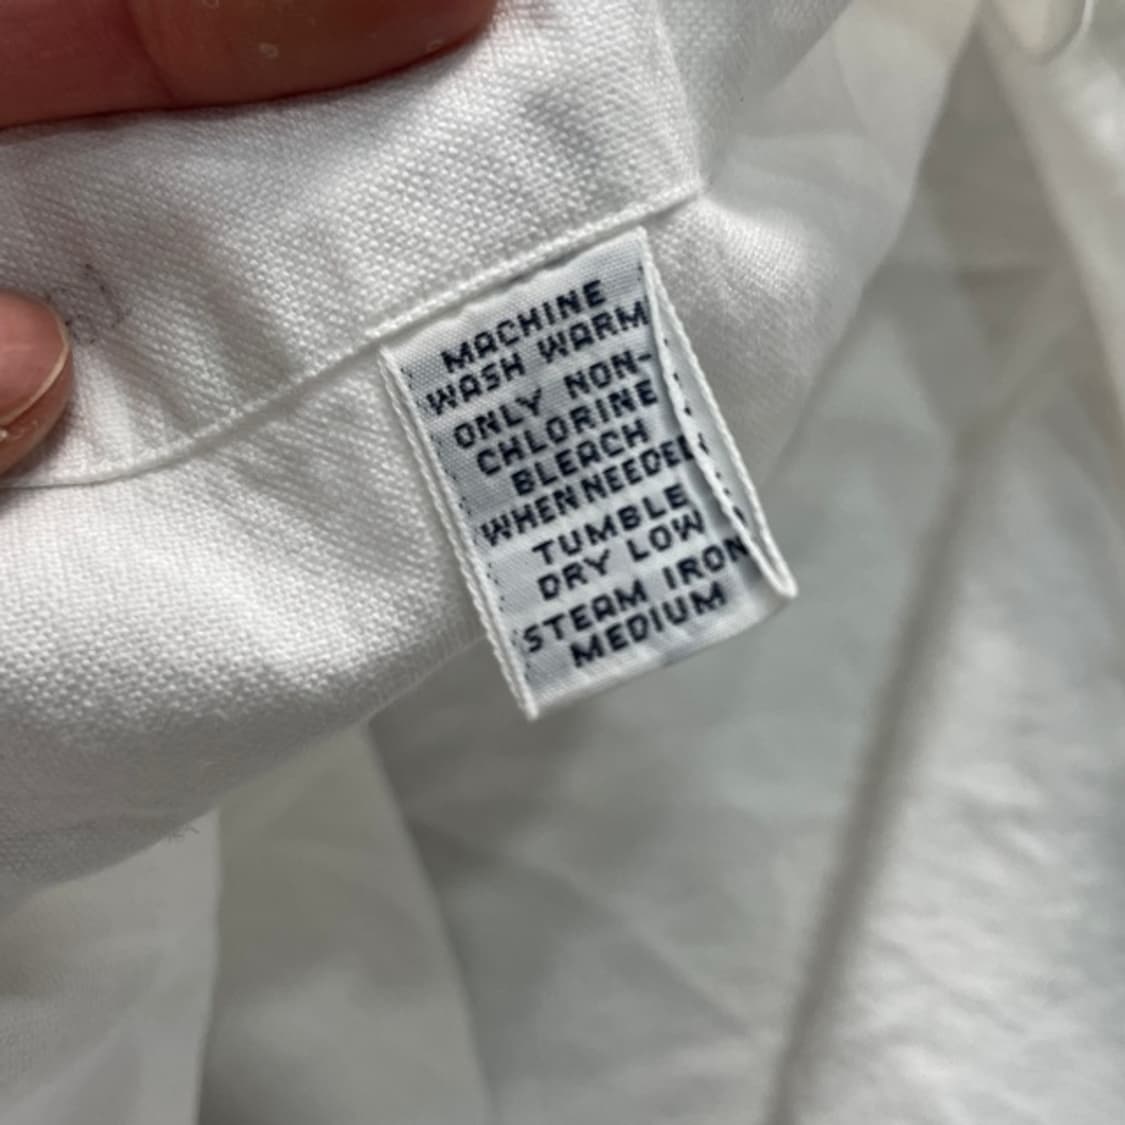 MACHINE
WASH WARM
ONLY NON-
CHLORINE
BLEACH
WHEN NEEDED
TUMBLE
DRY LOW
STEAM IRON
MEDIUM